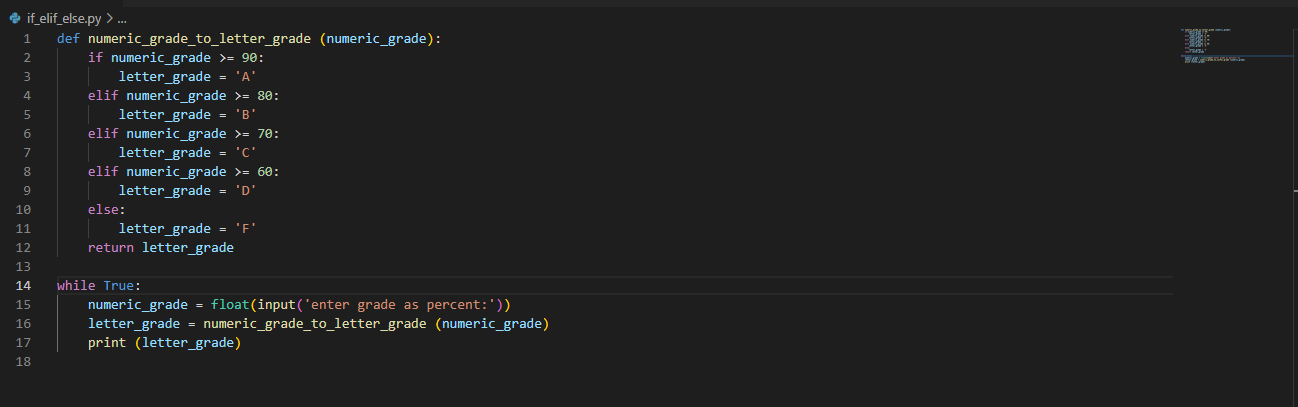 if_elif_else.py > ...
1 def numeric_grade_to_letter_grade (numeric_grade):
2     if numeric_grade >= 90:
3         letter_grade = 'A'
4     elif numeric_grade >= 80:
5         letter_grade = 'B'
6     elif numeric_grade >= 70:
7         letter_grade = 'C'
8     elif numeric_grade >= 60:
9         letter_grade = 'D'
10     else:
11         letter_grade = 'F'
12     return letter_grade
13
14 while True:
15     numeric_grade = float(input('enter grade as percent:'))
16     letter_grade = numeric_grade_to_letter_grade (numeric_grade)
17     print (letter_grade)
18